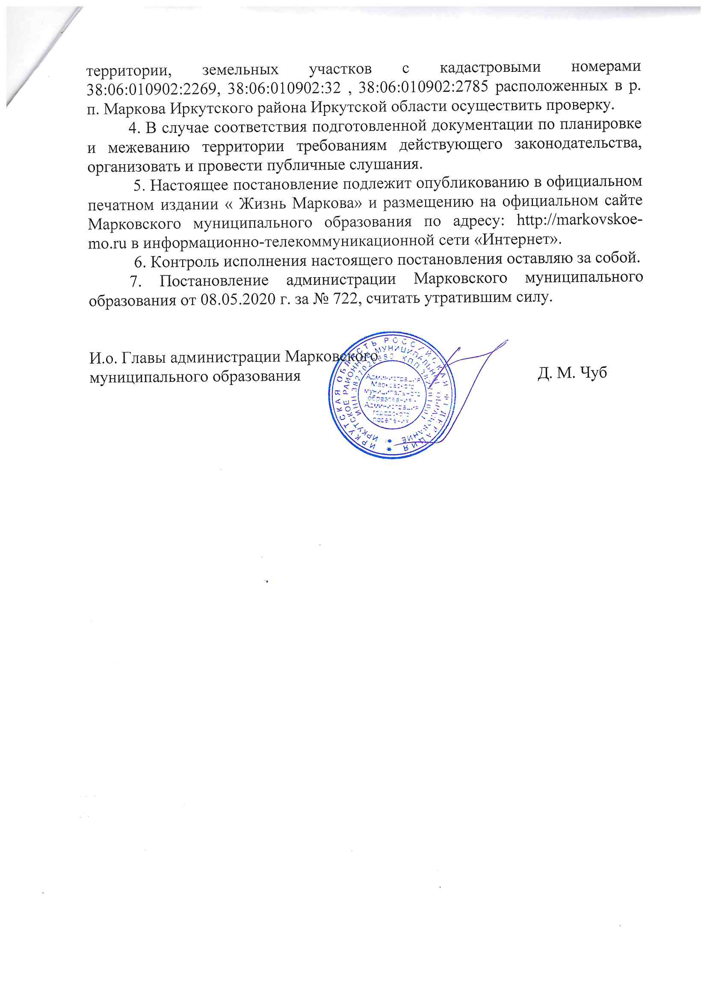 территории, земельных участков с кадастровыми номерами
38:06:010902:2269, 38:06:010902:32 , 38:06:010902:2785 расположенных в р.
п. Маркова Иркутского района Иркутской области осуществить проверку.
4. В случае соответствия подготовленной документации по планировке
и межеванию территории требованиям действующего законодательства,
организовать и провести публичные слушания.
5. Настоящее постановление подлежит опубликованию в официальном
печатном издании « Жизнь Маркова» и размещению на официальном сайте
Марковского муниципального образования по адресу: http://markovskoe-
mo.ru в информационно-телекоммуникационной сети «Интернет».
6. Контроль исполнения настоящего постановления оставляю за собой.
7. Постановление администрации Марковского муниципального
образования от 08.05.2020 г. за № 722, считать утратившим силу.
И.о. Главы администрации Марковского
муниципального образования
Д. М. Чуб
ИРКУТСКАЯ ОБЛАСТЬ РОССИЙСКАЯ ФЕДЕРАЦИЯ
ИРКУТСКОЕ РАЙОННОЕ МУНИЦИПАЛЬНОЕ ОБРАЗОВАНИЕ
ИНН КПП
Администрация
Марковского
муниципального
образования -
Администрация
городского
поселения